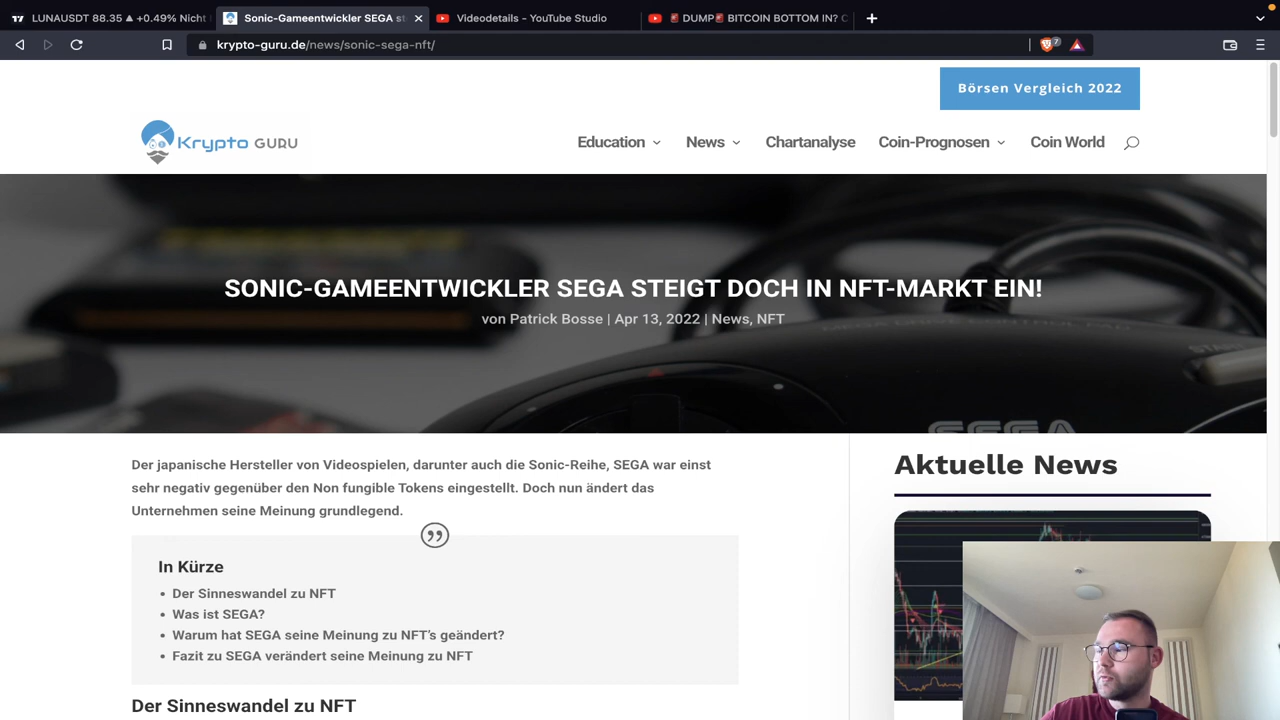 LUNAUSDT 88.35 ▲ +0.49% Nicht
Sonic-Gameentwickler SEGA st
Videodetails – YouTube Studio
DUMP BITCOIN BOTTOM IN? C
krypto-guru.de/news/sonic-sega-nft/
7
Börsen Vergleich 2022
Krypto GURU
Education
News
Chartanalyse
Coin-Prognosen
Coin World
SONIC-GAMEENTWICKLER SEGA STEIGT DOCH IN NFT-MARKT EIN!
von Patrick Bosse | Apr 13, 2022 | News, NFT
SEGA
Der japanische Hersteller von Videospielen, darunter auch die Sonic-Reihe, SEGA war einst
sehr negativ gegenüber den Non fungible Tokens eingestellt. Doch nun ändert das
Unternehmen seine Meinung grundlegend.
In Kürze
• Der Sinneswandel zu NFT
• Was ist SEGA?
• Warum hat SEGA seine Meinung zu NFT's geändert?
• Fazit zu SEGA verändert seine Meinung zu NFT
Der Sinneswandel zu NFT
Aktuelle News